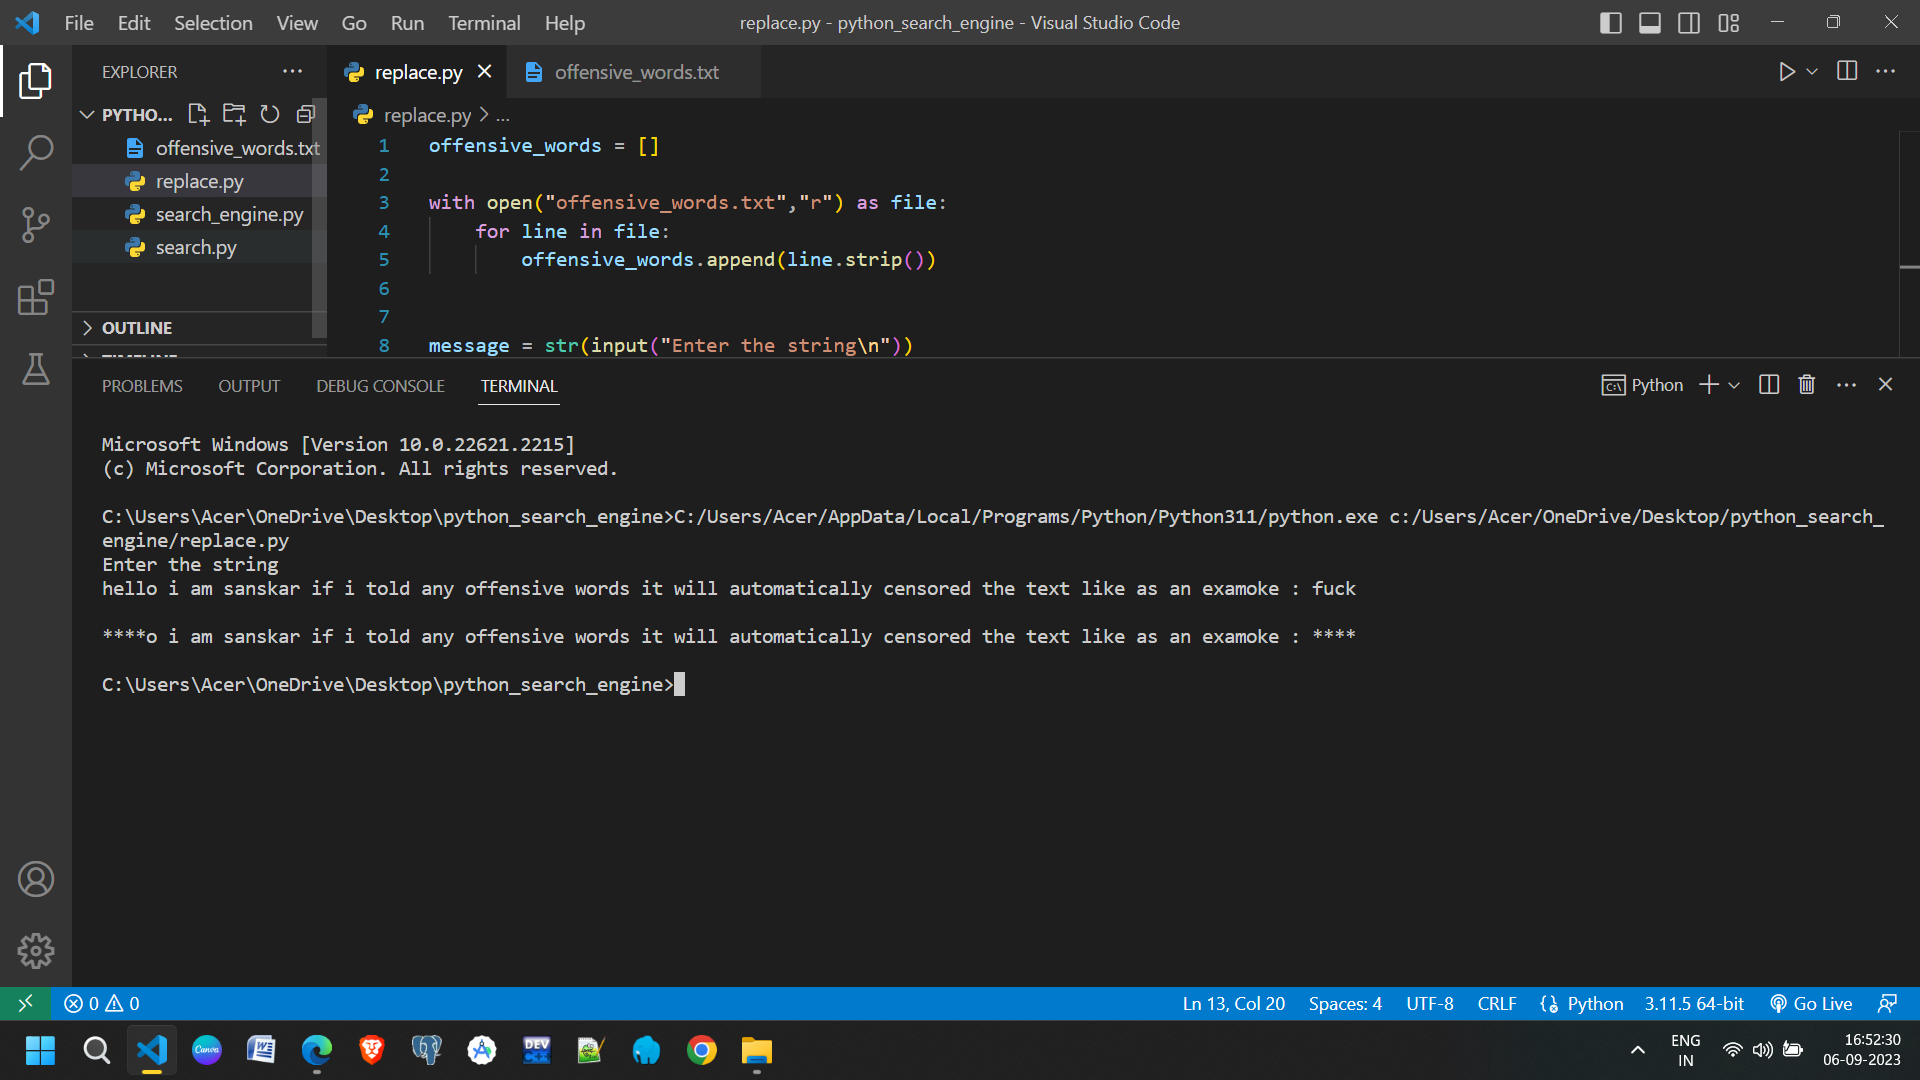 File Edit Selection View Go Run Terminal Help
replace.py - python_search_engine - Visual Studio Code
EXPLORER
replace.py
offensive_words.txt
PYTHO...
offensive_words.txt
replace.py
search_engine.py
search.py
OUTLINE
TIMELINE
replace.py > ...
1 offensive_words = []
2
3 with open("offensive_words.txt","r") as file:
4 for line in file:
5 offensive_words.append(line.strip())
6
7
8 message = str(input("Enter the string\n"))
PROBLEMS OUTPUT DEBUG CONSOLE TERMINAL
Python
Microsoft Windows [Version 10.0.22621.2215]
(c) Microsoft Corporation. All rights reserved.
C:\Users\Acer\OneDrive\Desktop\python_search_engine>C:/Users/Acer/AppData/Local/Programs/Python/Python311/python.exe c:/Users/Acer/OneDrive/Desktop/python_search_
engine/replace.py
Enter the string
hello i am sanskar if i told any offensive words it will automatically censored the text like as an examoke : fuck
****o i am sanskar if i told any offensive words it will automatically censored the text like as an examoke : ****
C:\Users\Acer\OneDrive\Desktop\python_search_engine>
0 0
Ln 13, Col 20 Spaces: 4 UTF-8 CRLF Python 3.11.5 64-bit Go Live
Canva
DEV
C++
ENG
IN
16:52:30
06-09-2023